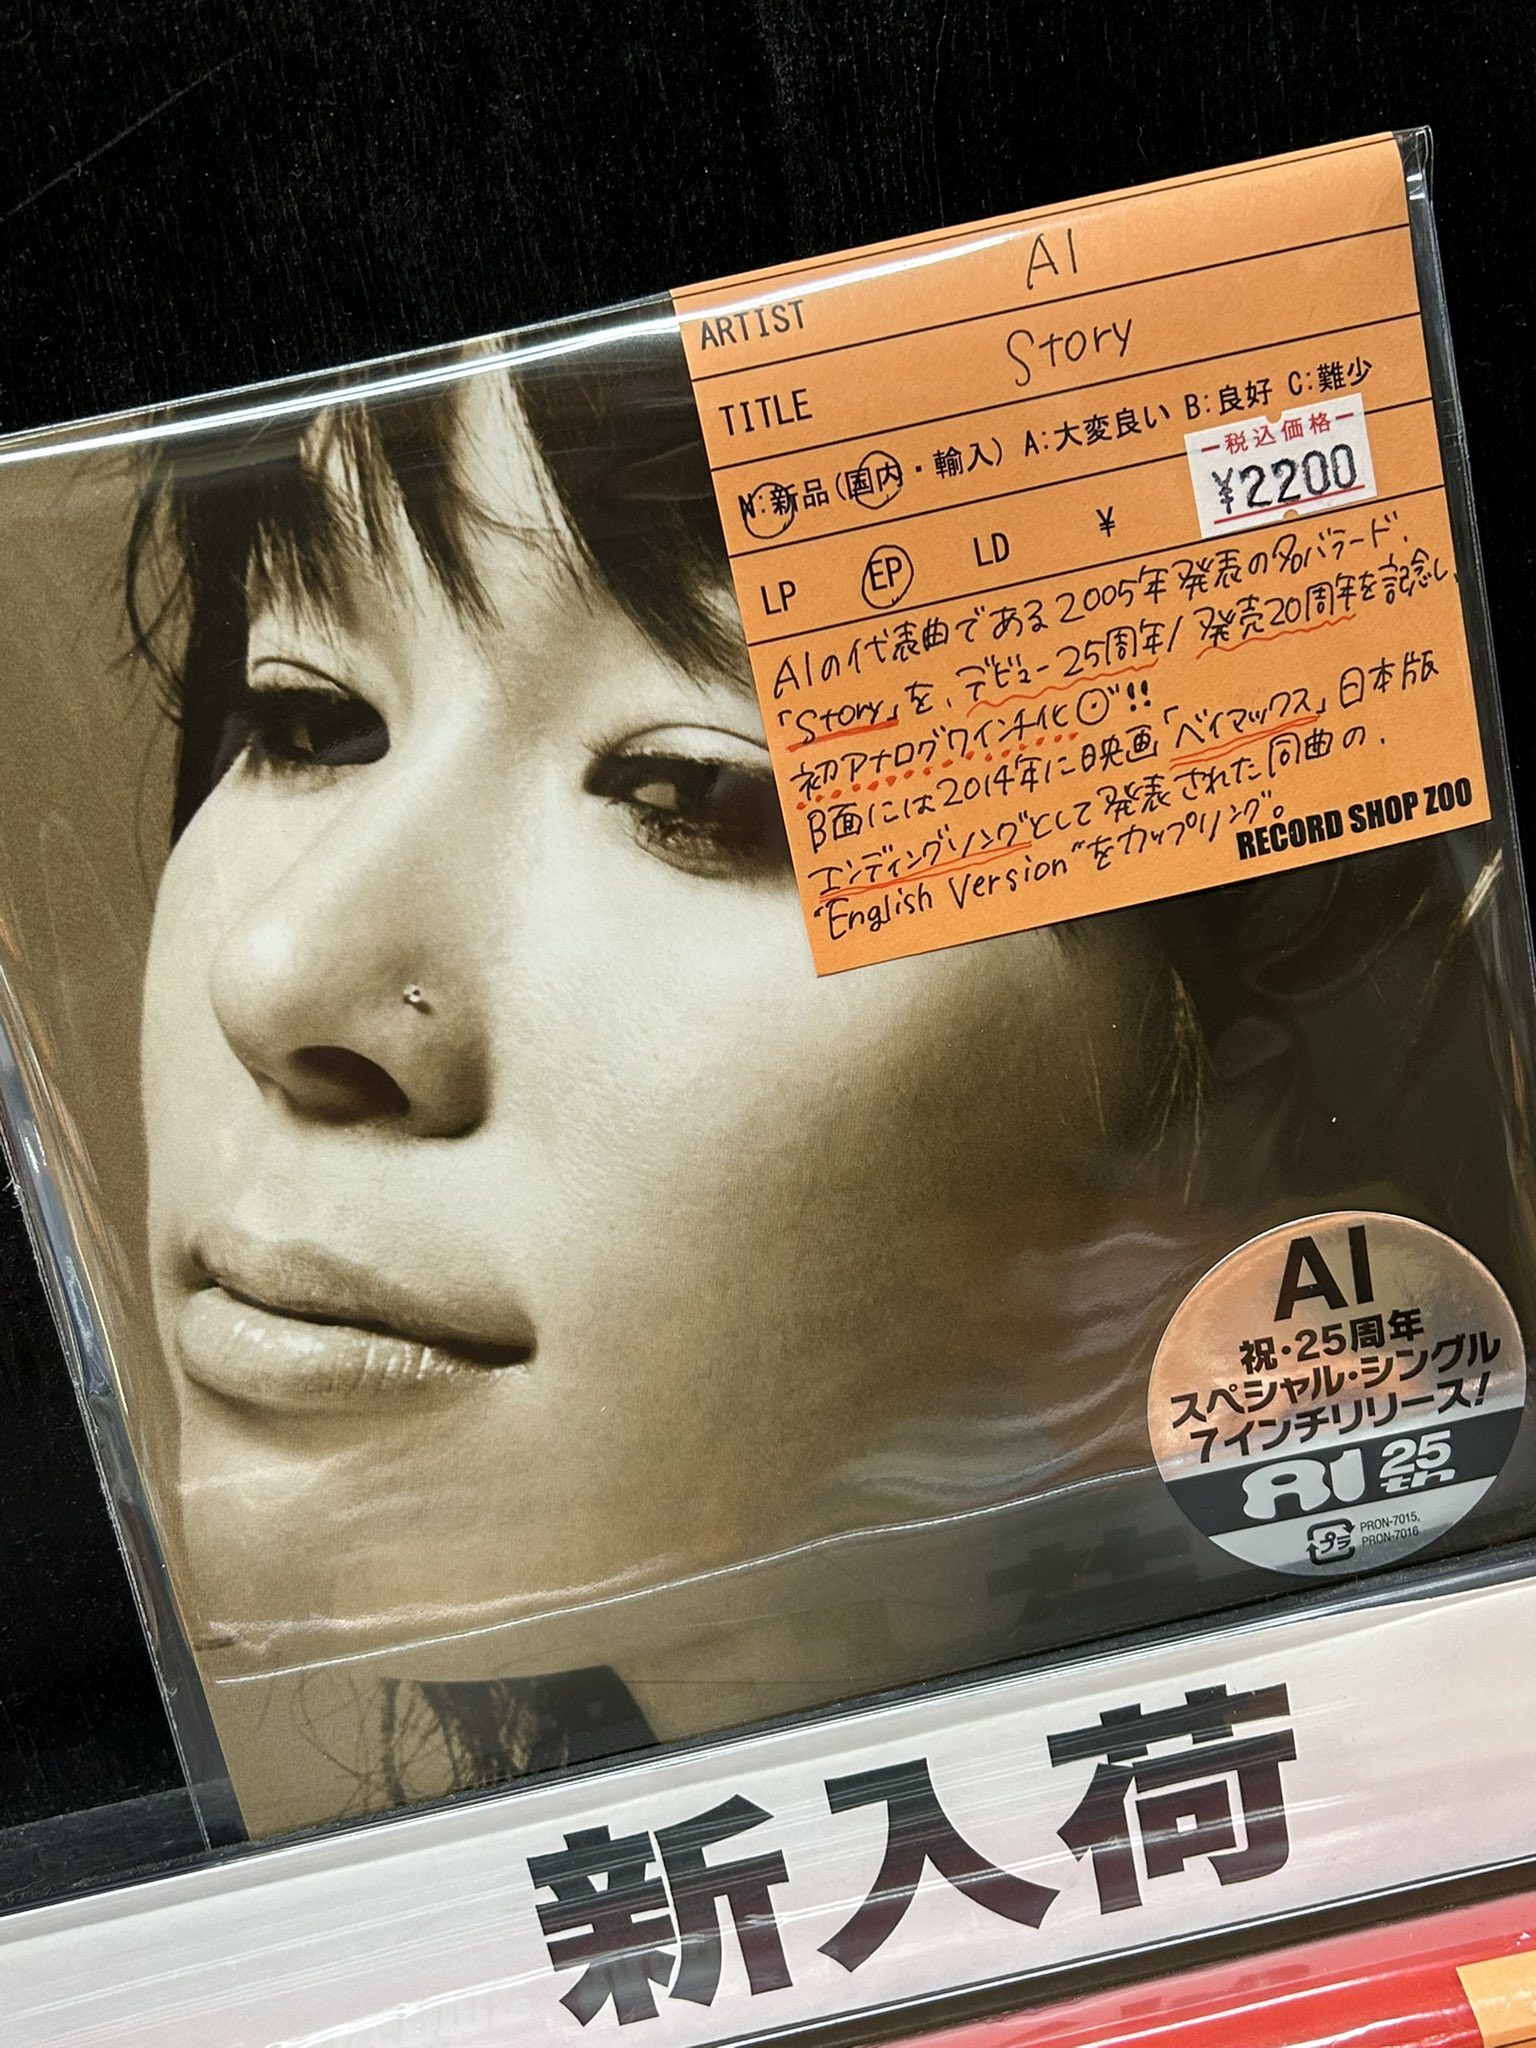 ARTIST AI
TITLE Story
N:新品(国内・輸入) A:大変良い B:良好 C:難少
LP EP LD ¥
税込価格
¥2200
AIの代表曲である2005年発表の名バラード、
「Story」を、デビュー25周年/発売20周年を記念し、
初アナログ7インチ化!!
B面には2014年に映画「ベイマックス」日本版
エンディングソングとして発表された同曲の、
"English Version"をカップリング。
RECORD SHOP ZOO
AI
祝・25周年
スペシャル・シングル
7インチリリース!
AI 25th
プラ
PRON-7015,
PRON-7016
新入荷